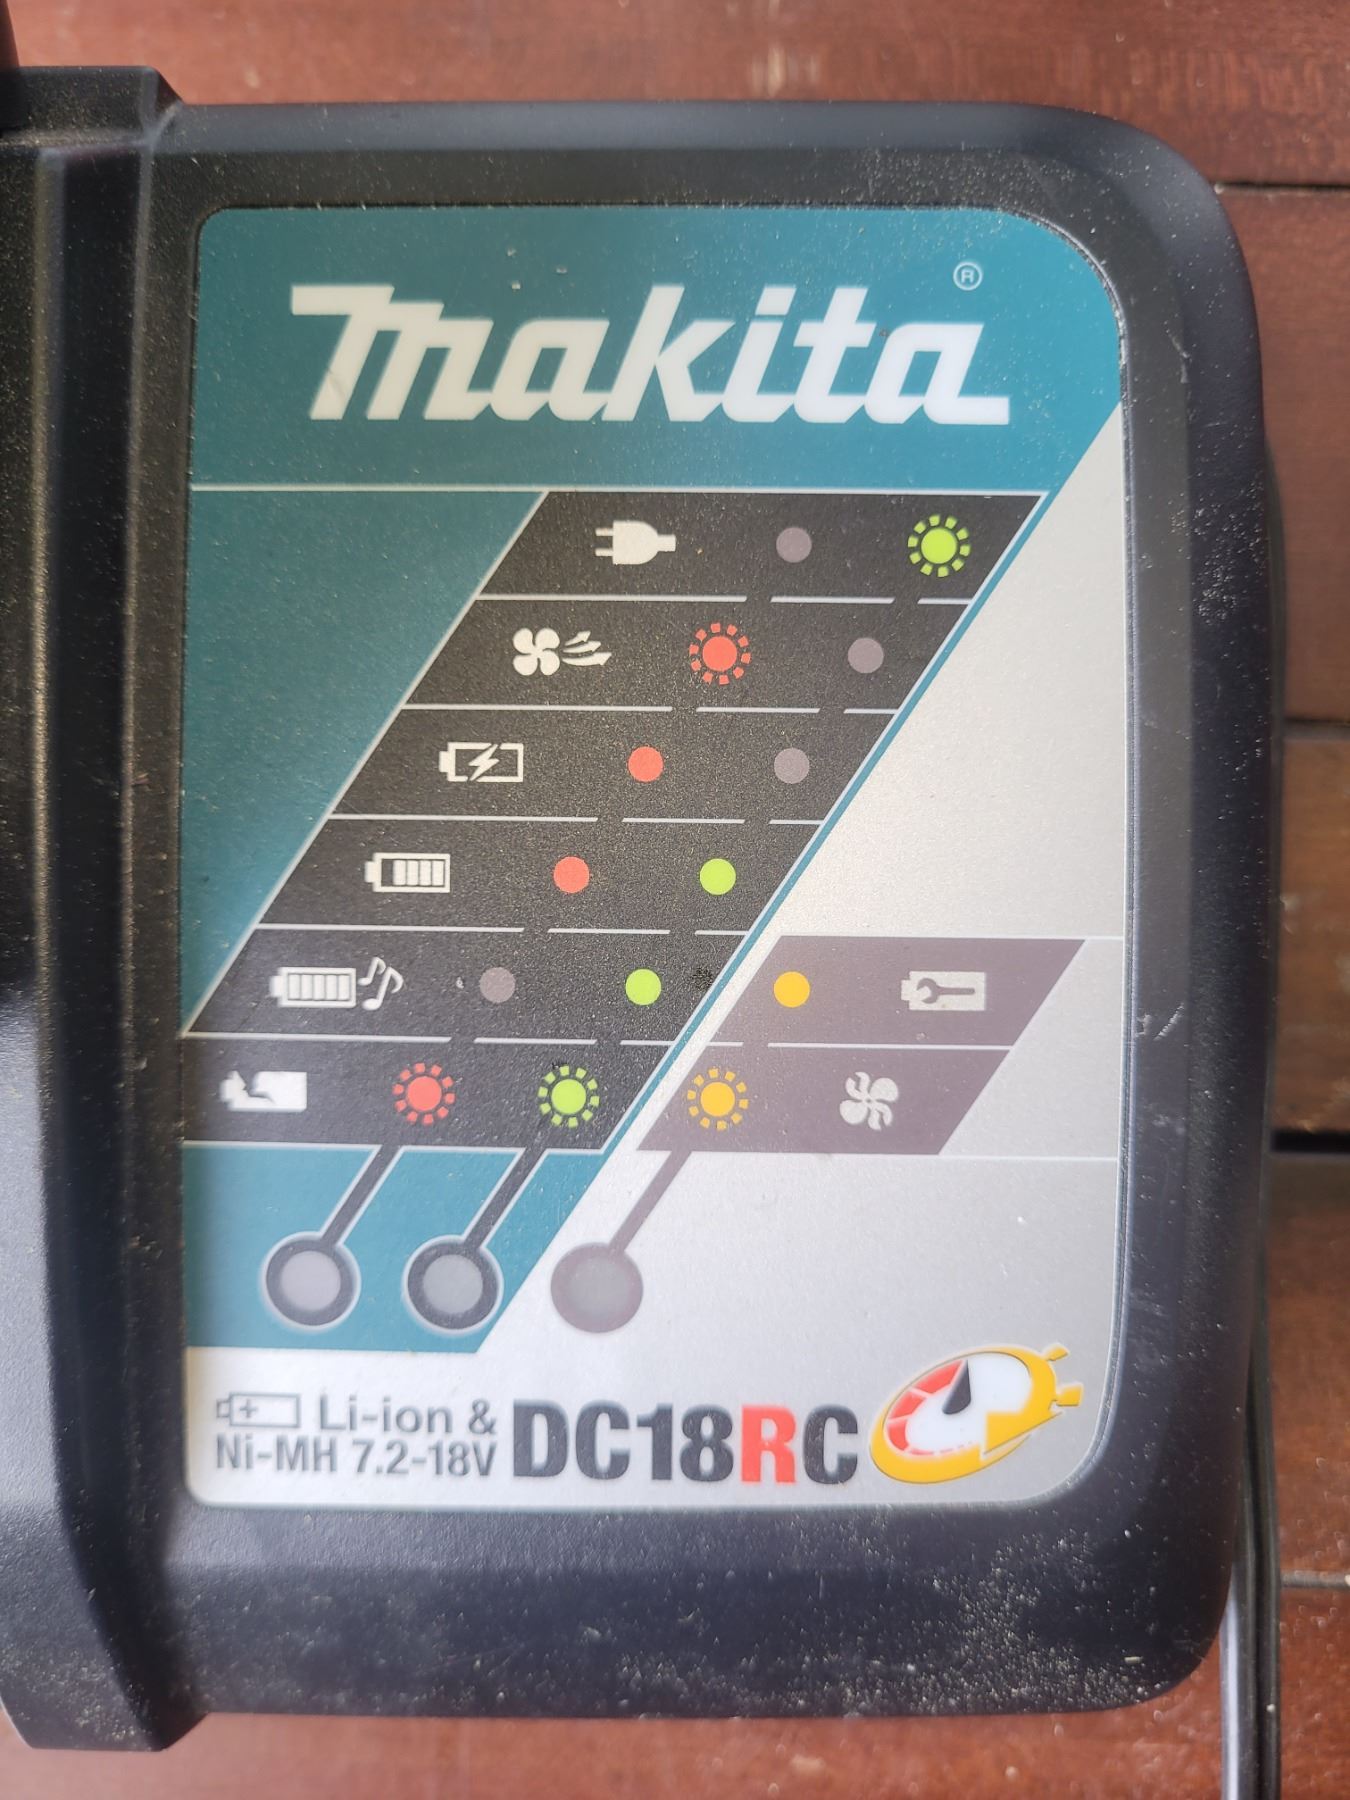 makita®
Li-ion &
Ni-MH 7.2-18V DC18RC